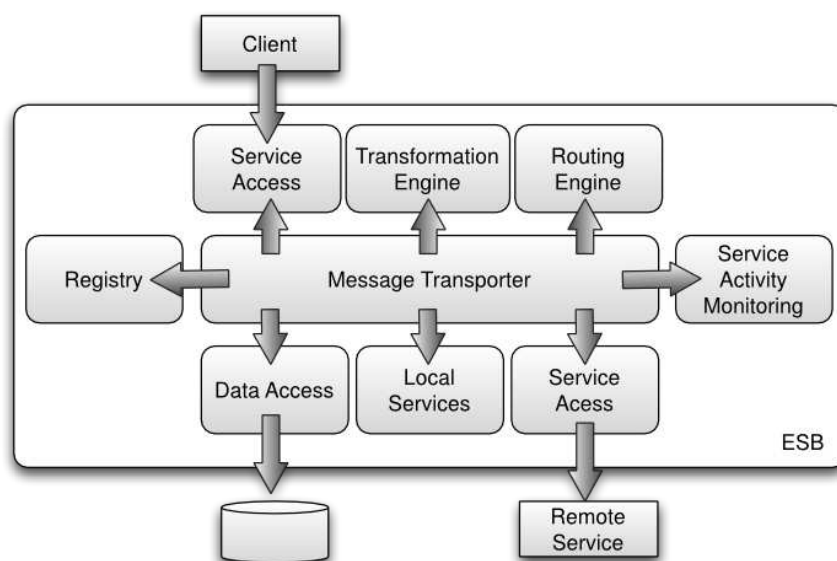 Client
Service
Access
Transformation
Engine
Routing
Engine
Registry
Message Transporter
Service
Activity
Monitoring
Data Access
Local
Services
Service
Acess
ESB
Remote
Service